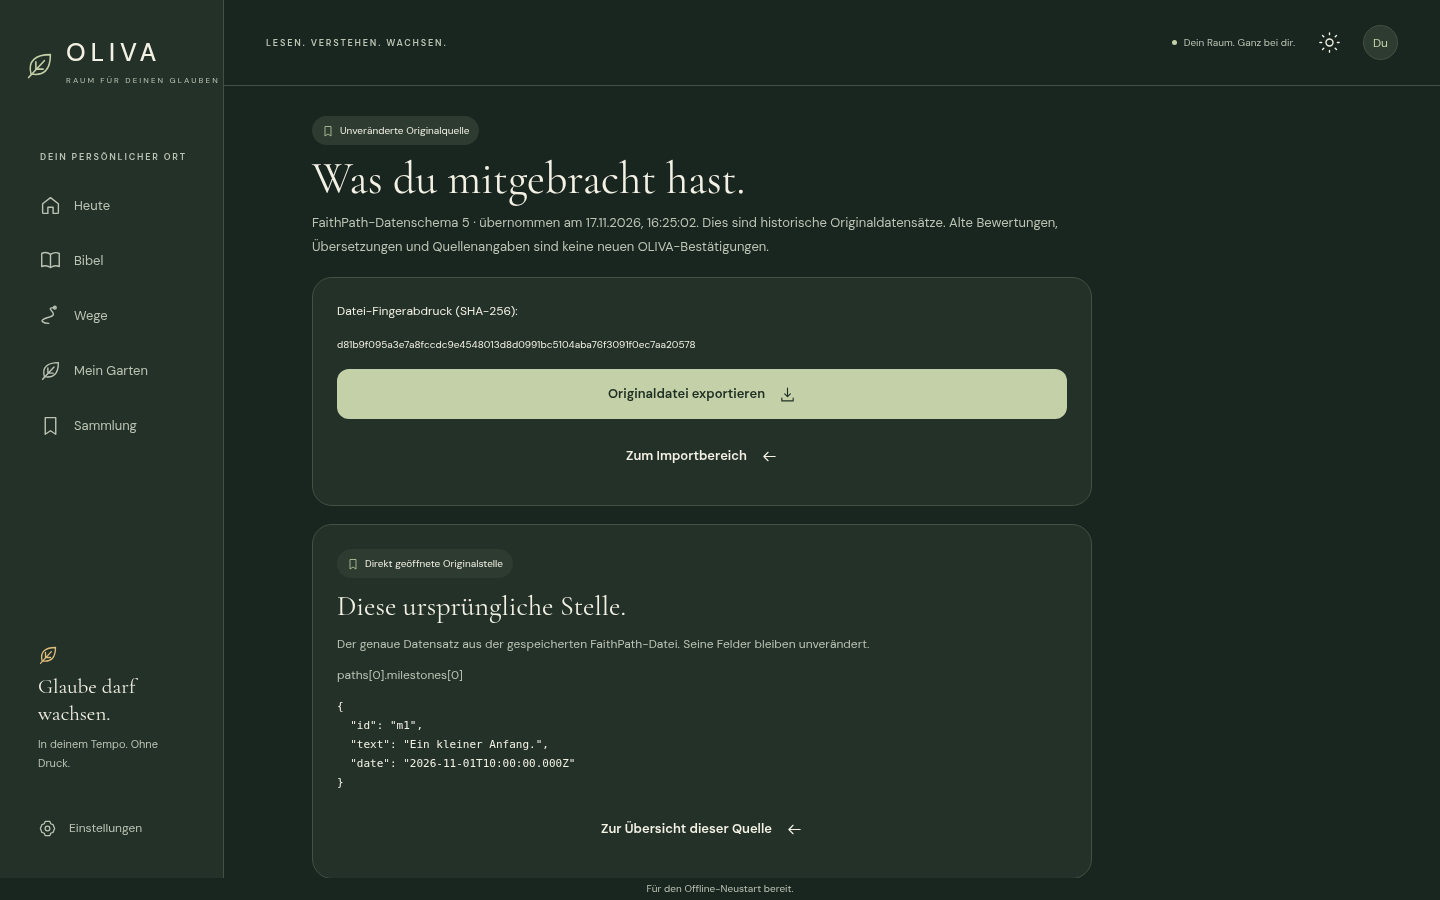 OLIVA
RAUM FÜR DEINEN GLAUBEN
LESEN. VERSTEHEN. WACHSEN.
Dein Raum. Ganz bei dir.
Du
DEIN PERSÖNLICHER ORT
Heute
Bibel
Wege
Mein Garten
Sammlung
Glaube darf
wachsen.
In deinem Tempo. Ohne
Druck.
Einstellungen
Unveränderte Originalquelle
Was du mitgebracht hast.
FaithPath-Datenschema 5 · übernommen am 17.11.2026, 16:25:02. Dies sind historische Originaldatensätze. Alte Bewertungen,
Übersetzungen und Quellenangaben sind keine neuen OLIVA-Bestätigungen.
Datei-Fingerabdruck (SHA-256):
d81b9f095a3e7a8fccdc9e4548013d8d0991bc5104aba76f3091f0ec7aa20578
Originaldatei exportieren
Zum Importbereich
Direkt geöffnete Originalstelle
Diese ursprüngliche Stelle.
Der genaue Datensatz aus der gespeicherten FaithPath-Datei. Seine Felder bleiben unverändert.
paths[0].milestones[0]
{
  "id": "m1",
  "text": "Ein kleiner Anfang.",
  "date": "2026-11-01T10:00:00.000Z"
}
Zur Übersicht dieser Quelle
Für den Offline-Neustart bereit.